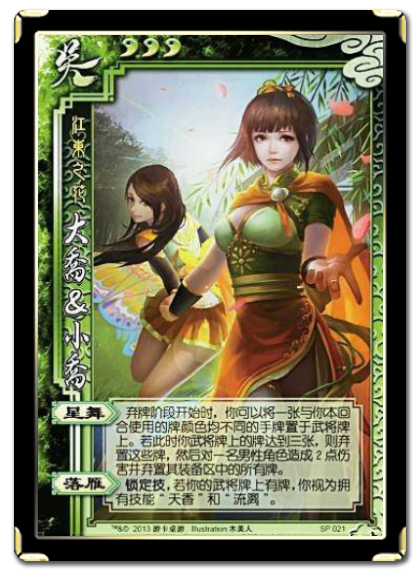 吴
江東之花
大喬&小喬
星舞
弃牌阶段开始时，你可以将一张与你本回
合使用的牌颜色均不同的手牌置于武将牌
上。若此时你武将牌上的牌达到三张，则弃
置这些牌，然后对一名男性角色造成2点伤
害并弃置其装备区中的所有牌。
落雁
锁定技，若你的武将牌上有牌，你视为拥
有技能“天香”和“流离”。
™&© 2013 游卡桌游 Illustration:木美人
SP 021